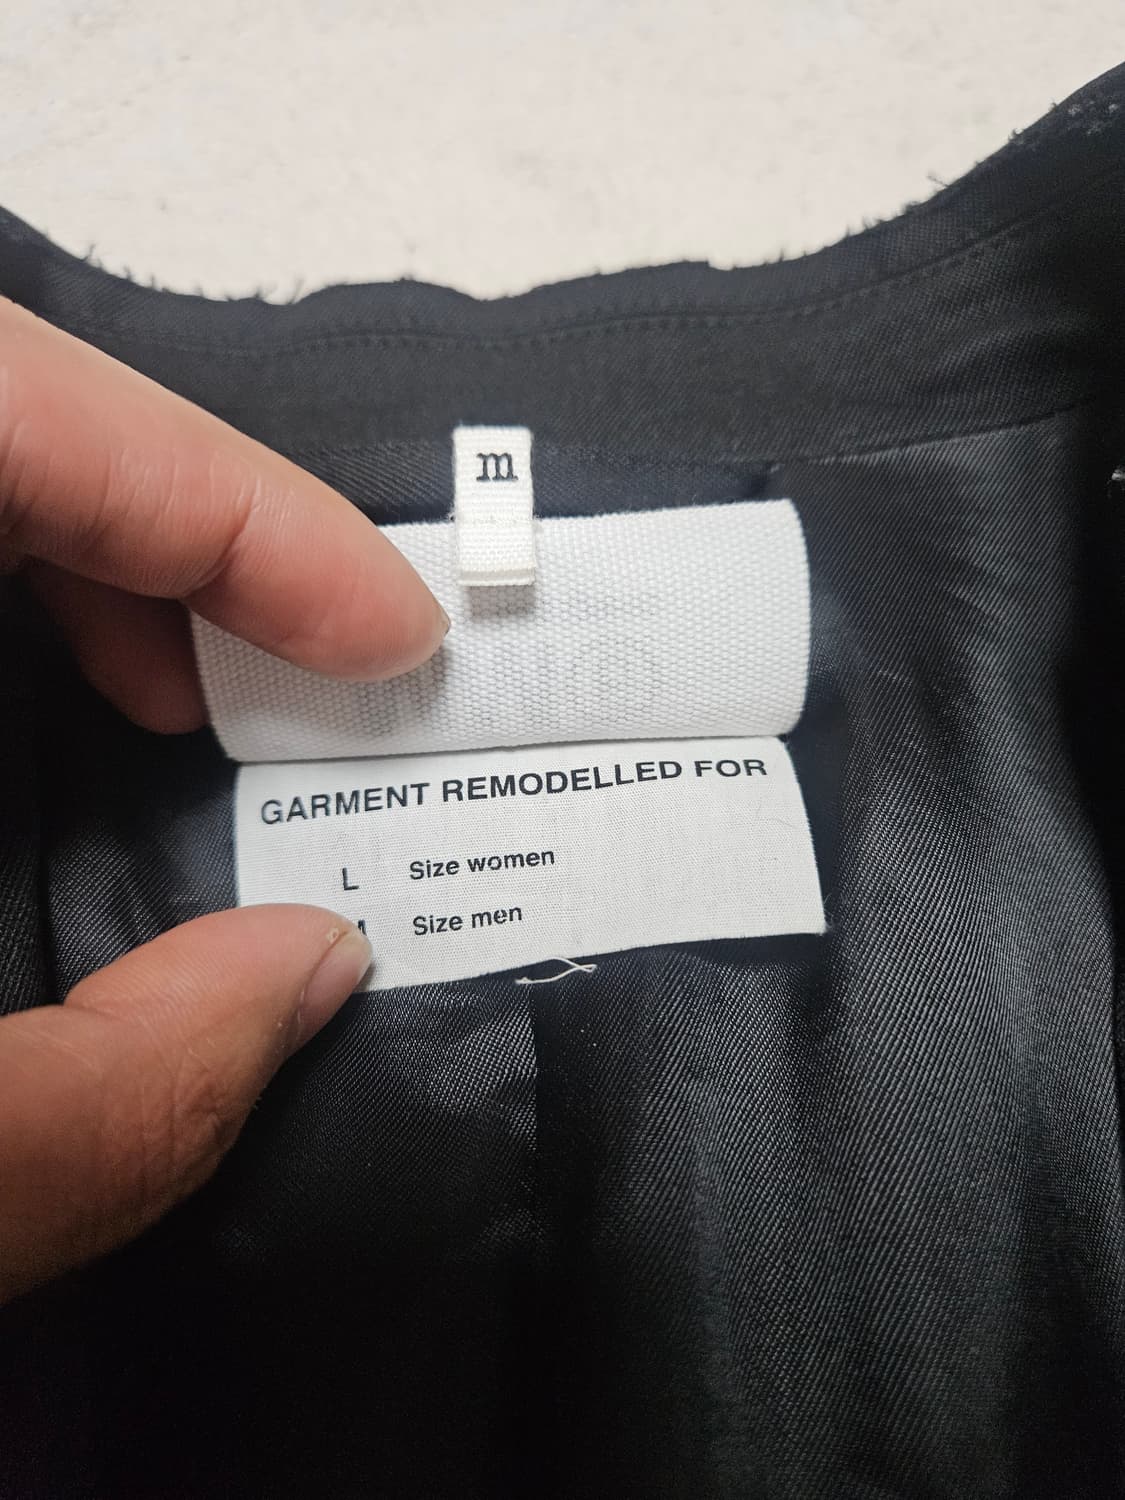 m
GARMENT REMODELLED FOR
L Size women
Size men